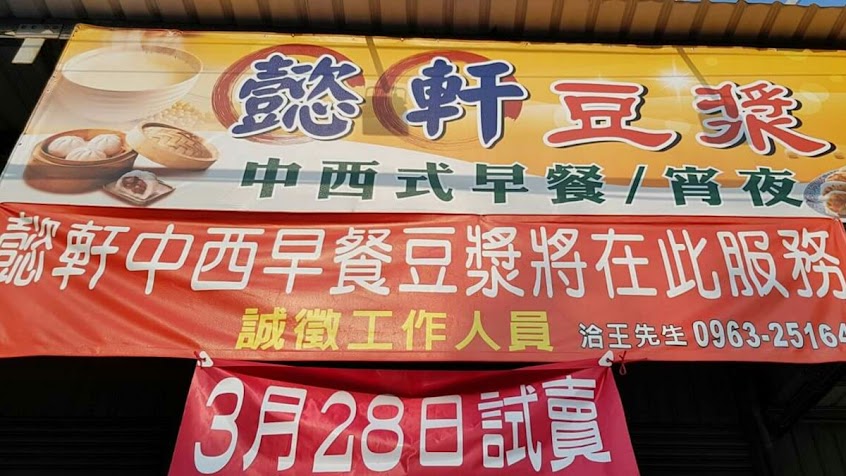 懿軒豆漿
中西式早餐/宵夜
懿軒中西早餐豆漿將在此服務
誠徵工作人員 洽王先生 0963-25164
3月28日試賣